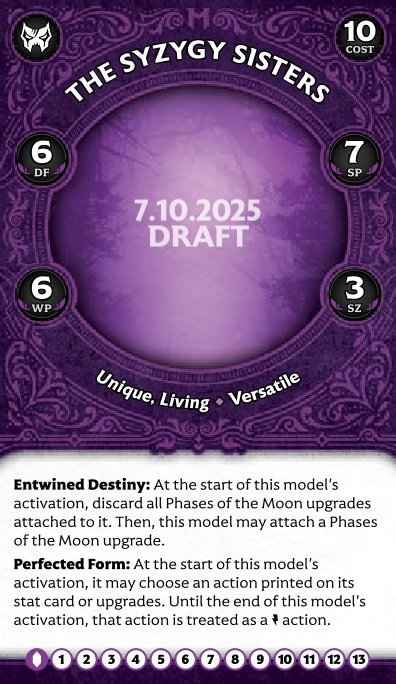 10
COST
THE SYZYGY SISTERS
6
DF
7
SP
7.10.2025
DRAFT
6
WP
3
SZ
Unique, Living ◆ Versatile
Entwined Destiny: At the start of this model's
activation, discard all Phases of the Moon upgrades
attached to it. Then, this model may attach a Phases
of the Moon upgrade.
Perfected Form: At the start of this model's
activation, it may choose an action printed on its
stat card or upgrades. Until the end of this model's
activation, that action is treated as a action.
1 2 3 4 5 6 7 8 9 10 11 12 13